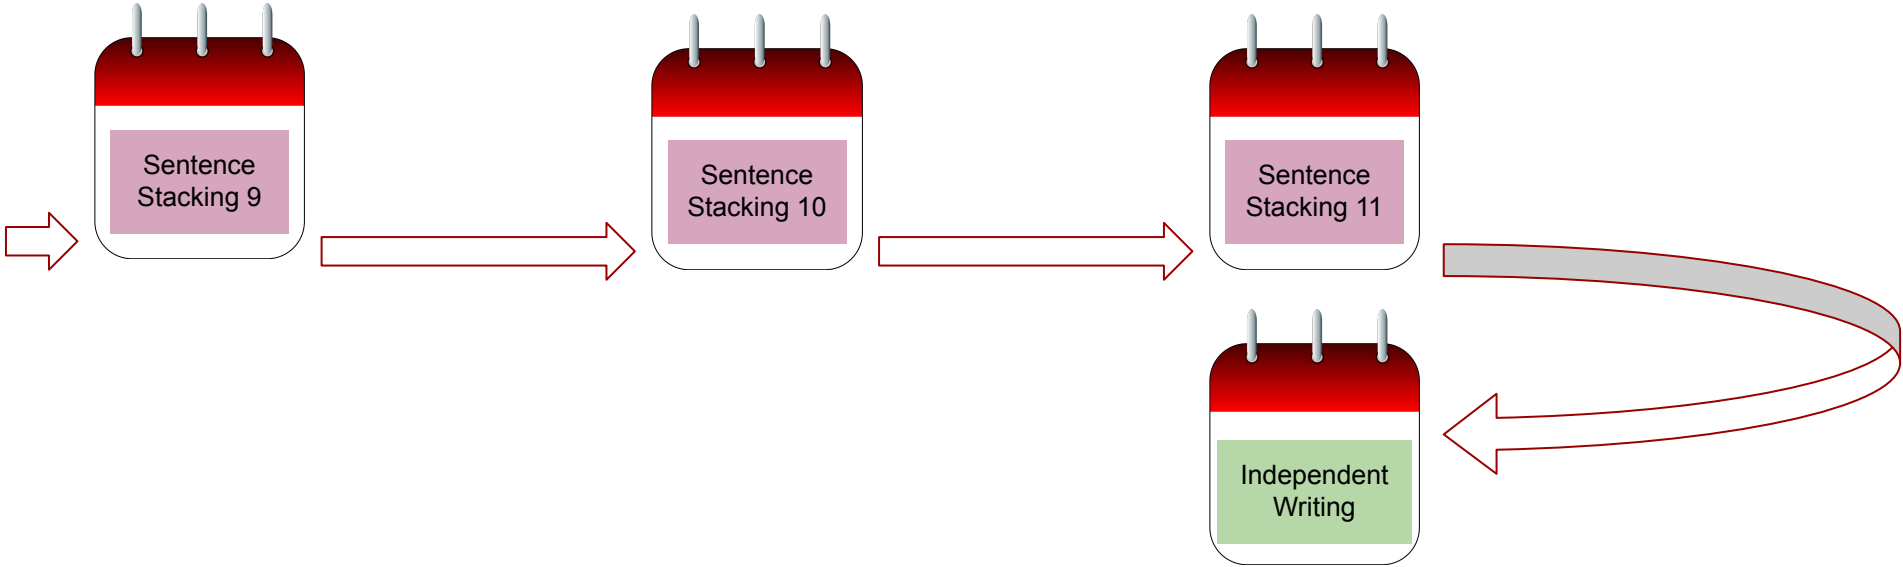 Sentence
Stacking 9
Sentence
Stacking 10
Sentence
Stacking 11
Independent
Writing